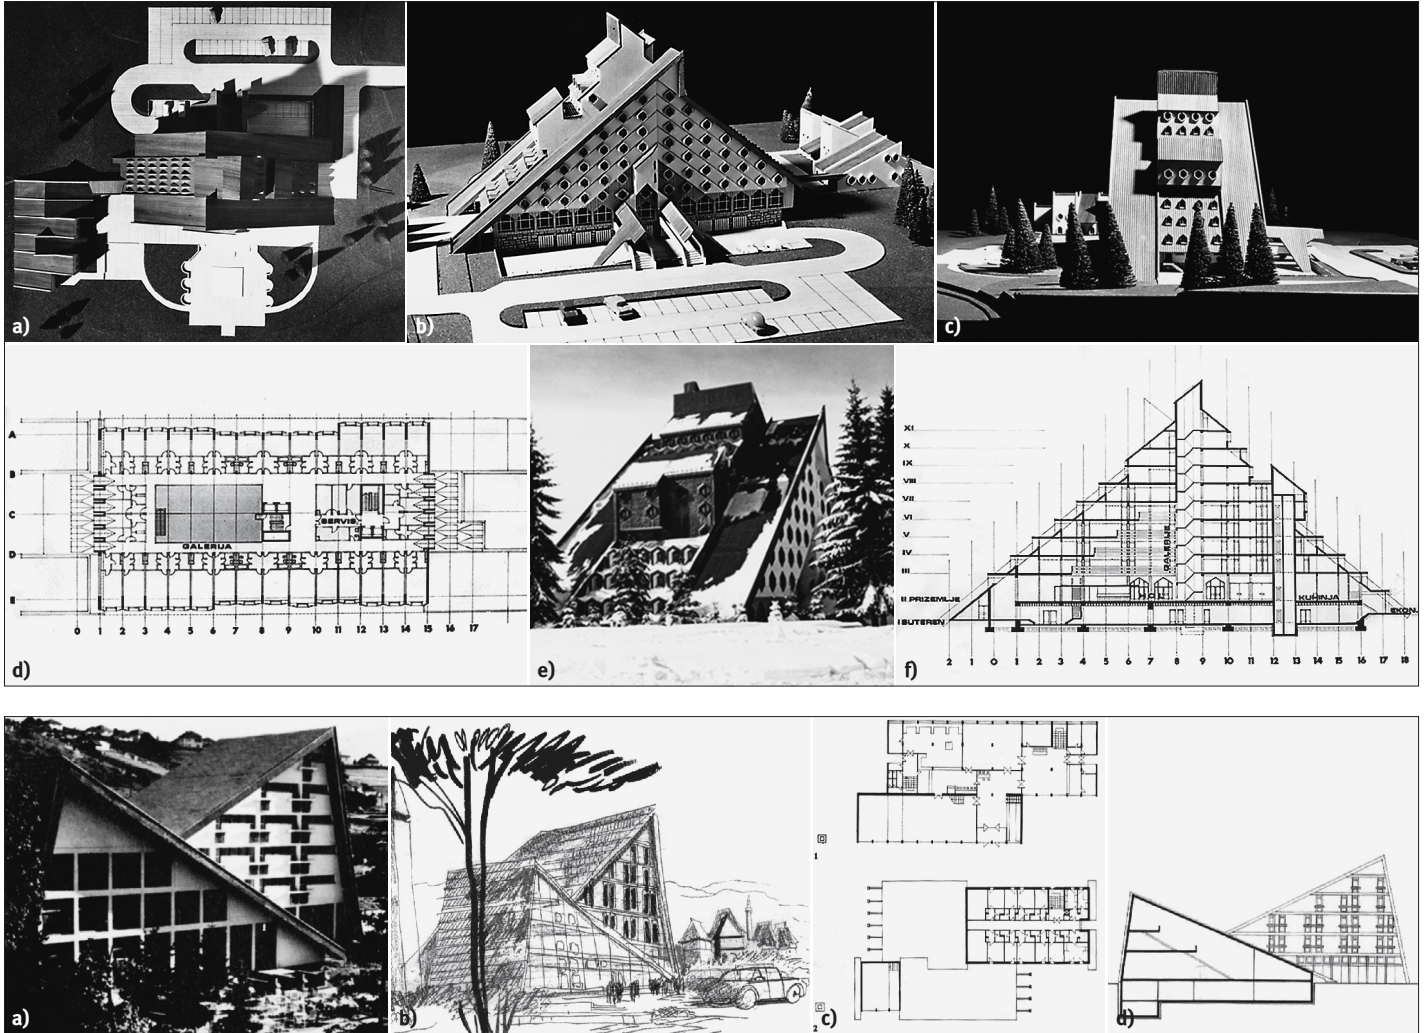 a)
b)
c)
A
B
C
D
E
SERVIS
GALERIJA
0 1 2 3 4 5 6 7 8 9 10 11 12 13 14 15 16 17
d)
e)
XI
X
IX
VIII
VII
VI
V
IV
III
II PRIZEMLJE
I SUTEREN
GALERIJE
HOL
KUHINJA
EKON.
2 1 0 1 2 3 4 5 6 7 8 9 10 11 12 13 14 15 16 17 18
f)
a)
b)
1
2
c)
d)